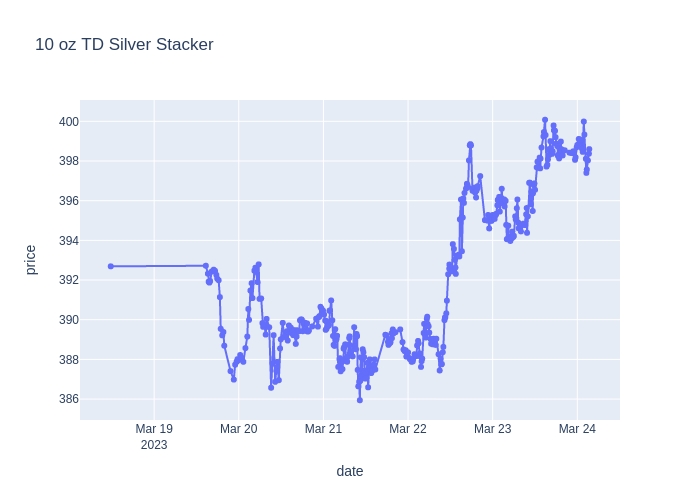 10 oz TD Silver Stacker
400
398
396
394
392
390
388
386
price
Mar 19
2023
Mar 20
Mar 21
Mar 22
Mar 23
Mar 24
date